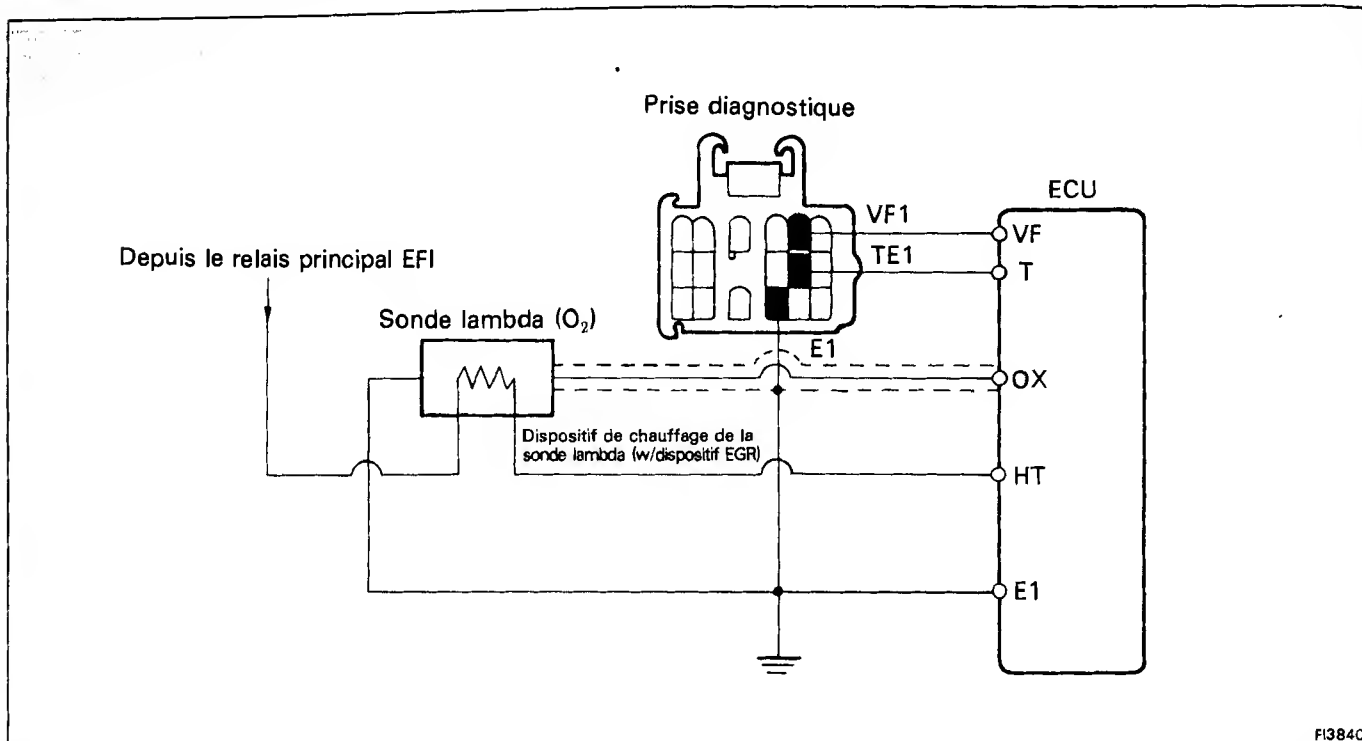 Prise diagnostique
ECU
VF1
VF
Depuis le relais principal EFI
TE1
T
Sonde lambda (O₂)
E1
OX
Dispositif de chauffage de la
sonde lambda (w/dispositif EGR)
HT
E1
FI3840